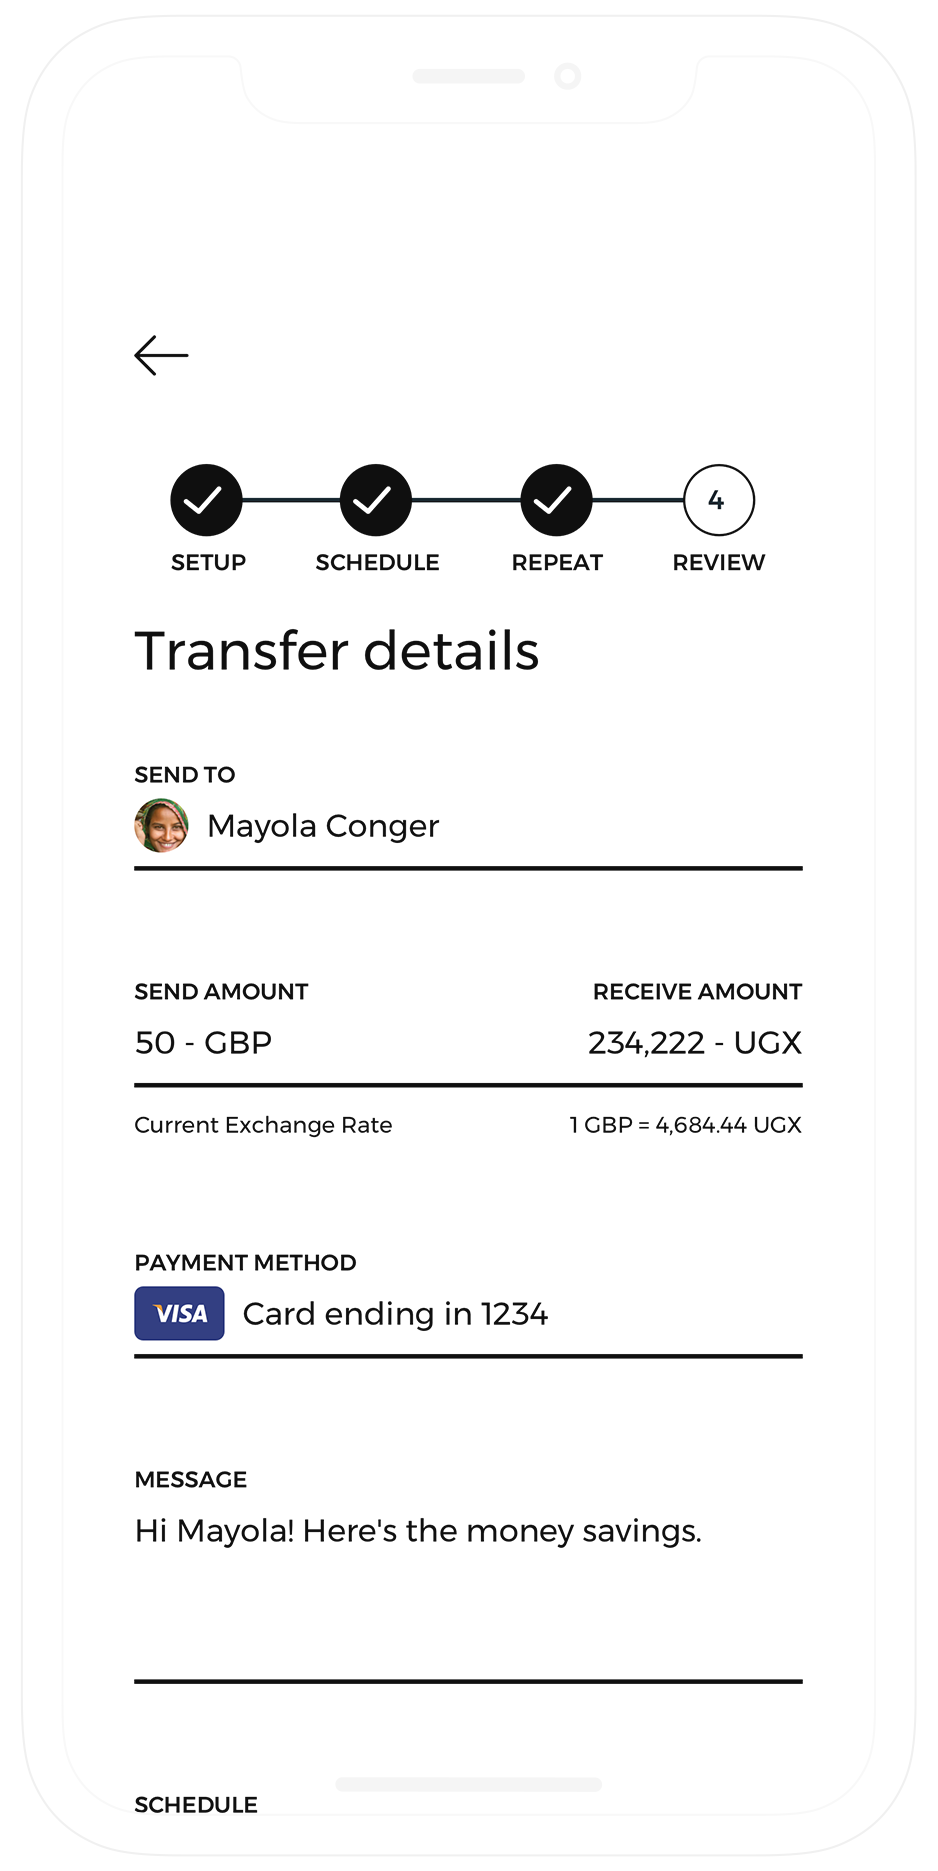 4
SETUP SCHEDULE REPEAT REVIEW
Transfer details
SEND TO
Mayola Conger
SEND AMOUNT RECEIVE AMOUNT
50 - GBP 234,222 - UGX
Current Exchange Rate 1 GBP = 4,684.44 UGX
PAYMENT METHOD
VISA Card ending in 1234
MESSAGE
Hi Mayola! Here's the money savings.
SCHEDULE